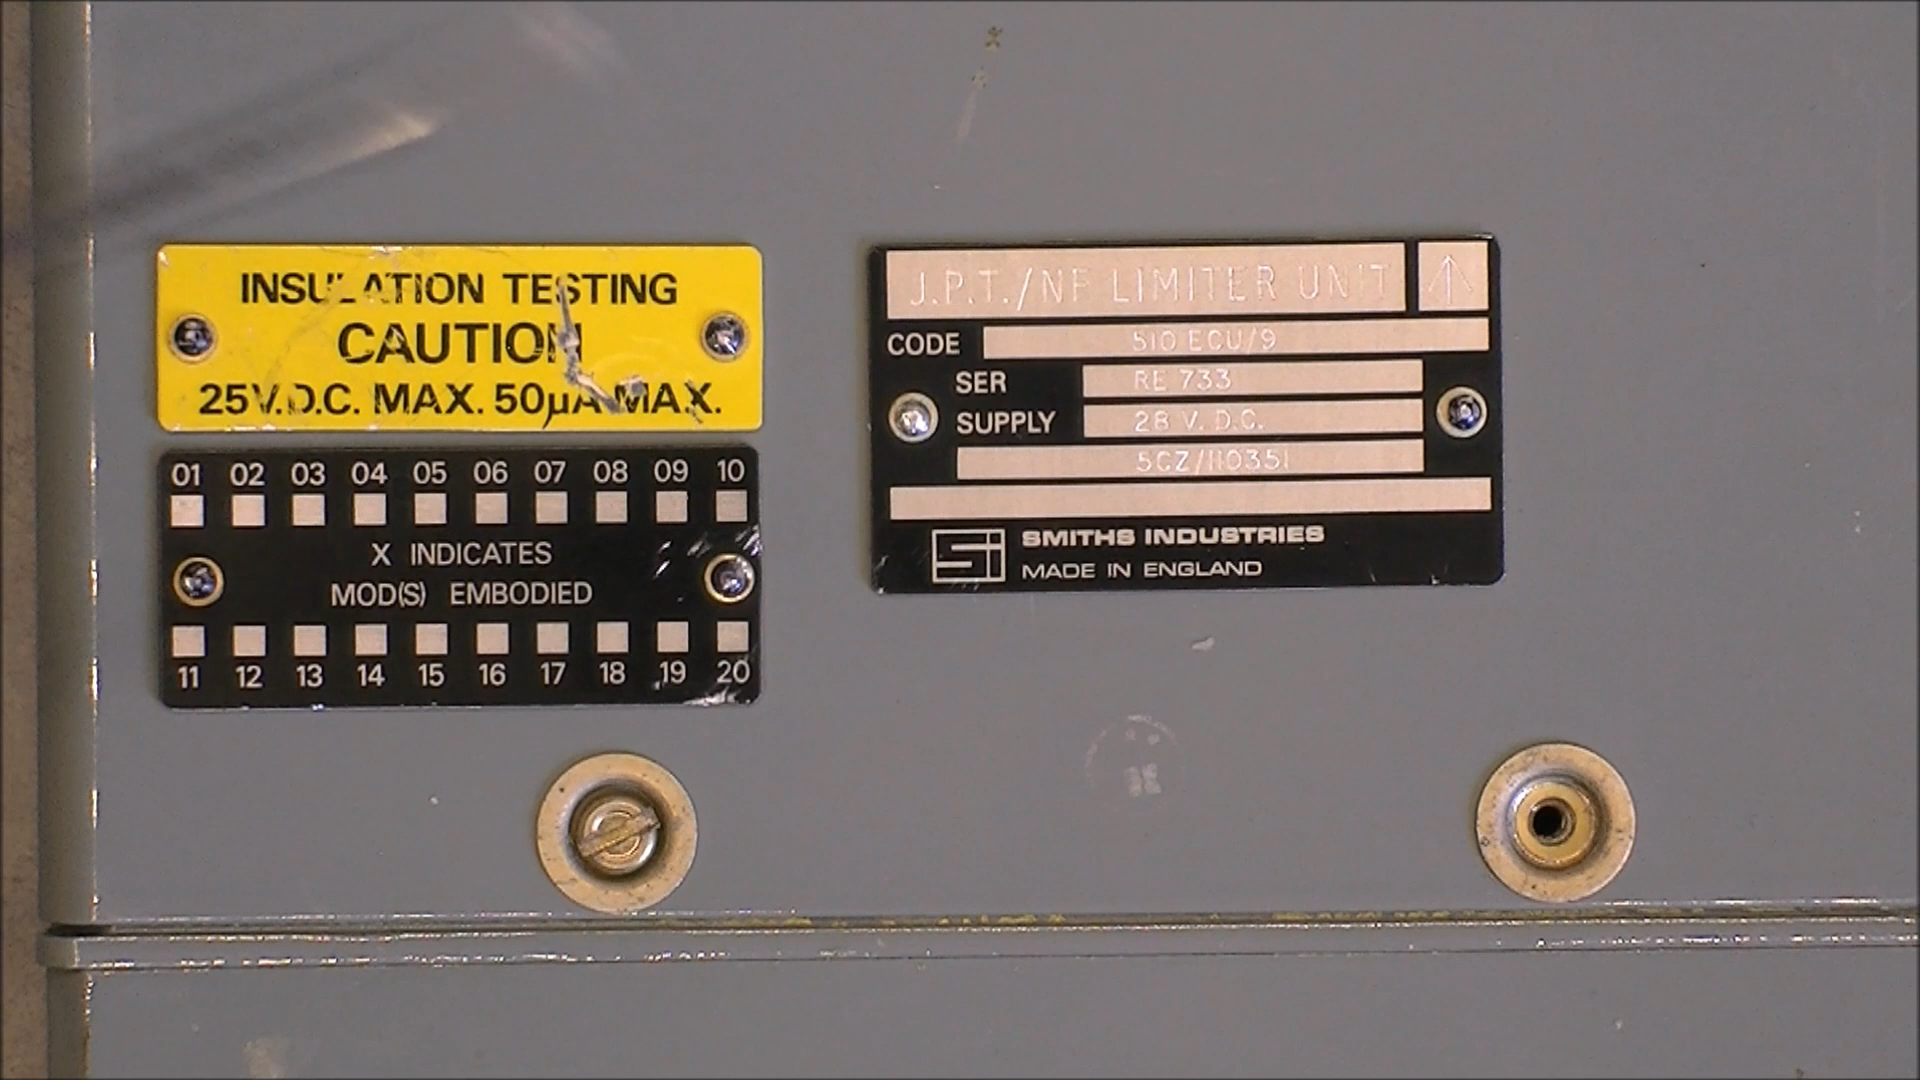 INSULATION TESTING
CAUTION
25V.D.C. MAX. 50µA MAX.
01 02 03 04 05 06 07 08 09 10
X INDICATES
MOD(S) EMBODIED
11 12 13 14 15 16 17 18 19 20
J.P.T./NF LIMITER UNIT
CODE 510 ECU/9
SER RE 733
SUPPLY 28 V. D.C.
5CZ/110351
Si SMITHS INDUSTRIES
MADE IN ENGLAND